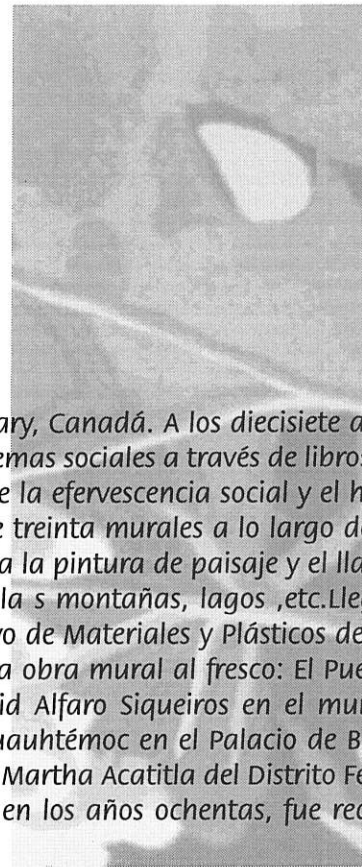 ary, Canadá. A los diecisiete a
emas sociales a través de libros
e la efervescencia social y el h
e treinta murales a lo largo de
a la pintura de paisaje y el lla
la s montañas, lagos ,etc.Lle
vo de Materiales y Plásticos de
a obra mural al fresco: El Pue
id Alfaro Siqueiros en el mur
uauhtémoc en el Palacio de B
Martha Acatitla del Distrito Fe
en los años ochentas, fue rec